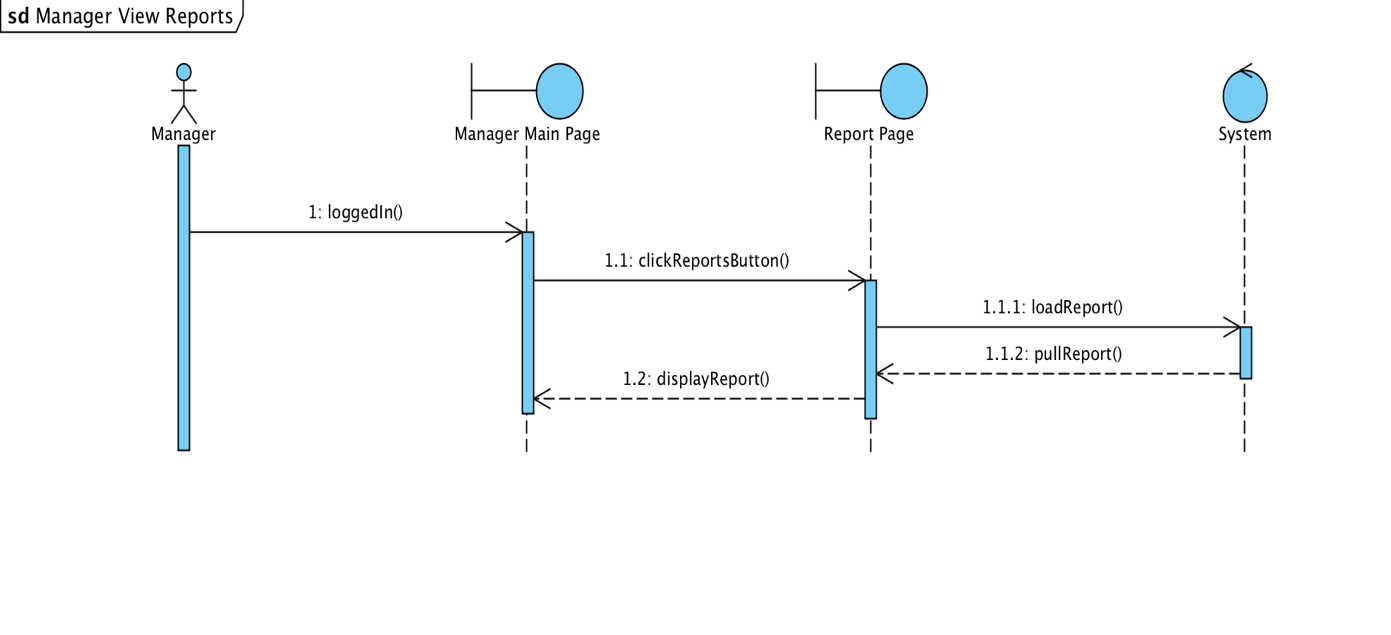 sd Manager View Reports
Manager
Manager Main Page
Report Page
System
1: loggedIn()
1.1: clickReportsButton()
1.1.1: loadReport()
1.1.2: pullReport()
1.2: displayReport()